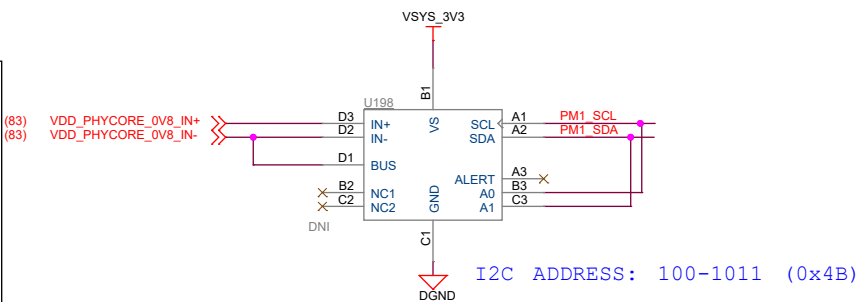 VSYS_3V3
U198
B1
(83) VDD_PHYCORE_0V8_IN+ D3 IN+ VS SCL A1 PM1_SCL
(83) VDD_PHYCORE_0V8_IN- D2 IN- SDA A2 PM1_SDA
D1 BUS
ALERT A3
B2 NC1 A0 B3
C2 NC2 GND A1 C3
DNI
C1
I2C ADDRESS: 100-1011 (0x4B)
DGND